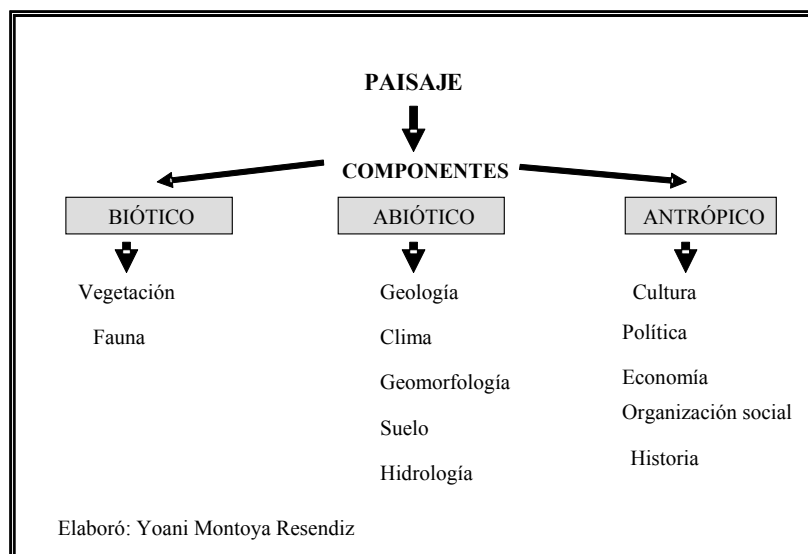 PAISAJE
COMPONENTES
BIÓTICO
Vegetación
Fauna
ABIÓTICO
Geología
Clima
Geomorfología
Suelo
Hidrología
ANTRÓPICO
Cultura
Política
Economía
Organización social
Historia
Elaboró: Yoani Montoya Resendiz